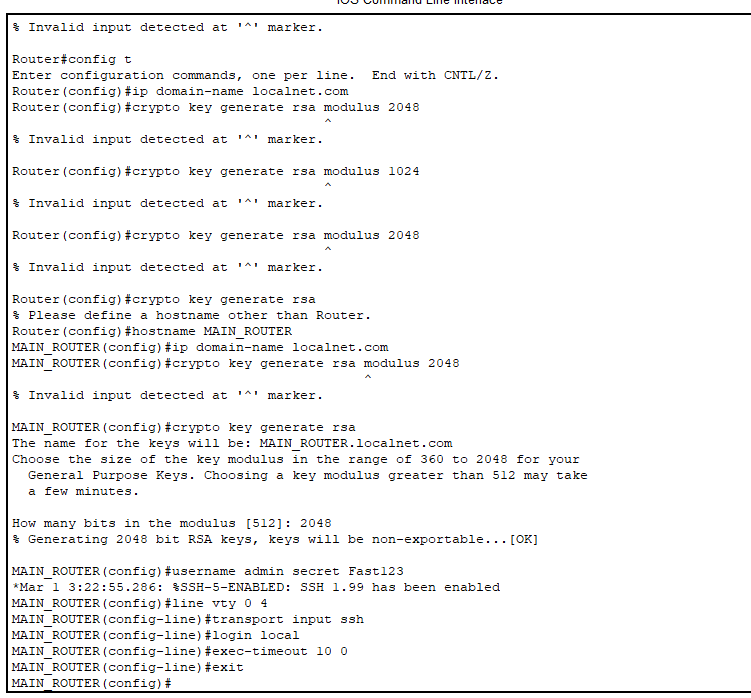 IOS Command Line Interface
% Invalid input detected at '^' marker.
Router#config t
Enter configuration commands, one per line.  End with CNTL/Z.
Router(config)#ip domain-name localnet.com
Router(config)#crypto key generate rsa modulus 2048
^
% Invalid input detected at '^' marker.
Router(config)#crypto key generate rsa modulus 1024
^
% Invalid input detected at '^' marker.
Router(config)#crypto key generate rsa modulus 2048
^
% Invalid input detected at '^' marker.
Router(config)#crypto key generate rsa
% Please define a hostname other than Router.
Router(config)#hostname MAIN_ROUTER
MAIN_ROUTER(config)#ip domain-name localnet.com
MAIN_ROUTER(config)#crypto key generate rsa modulus 2048
^
% Invalid input detected at '^' marker.
MAIN_ROUTER(config)#crypto key generate rsa
The name for the keys will be: MAIN_ROUTER.localnet.com
Choose the size of the key modulus in the range of 360 to 2048 for your
General Purpose Keys. Choosing a key modulus greater than 512 may take
a few minutes.
How many bits in the modulus [512]: 2048
% Generating 2048 bit RSA keys, keys will be non-exportable...[OK]
MAIN_ROUTER(config)#username admin secret Fast123
*Mar 1 3:22:55.286: %SSH-5-ENABLED: SSH 1.99 has been enabled
MAIN_ROUTER(config)#line vty 0 4
MAIN_ROUTER(config-line)#transport input ssh
MAIN_ROUTER(config-line)#login local
MAIN_ROUTER(config-line)#exec-timeout 10 0
MAIN_ROUTER(config-line)#exit
MAIN_ROUTER(config)#